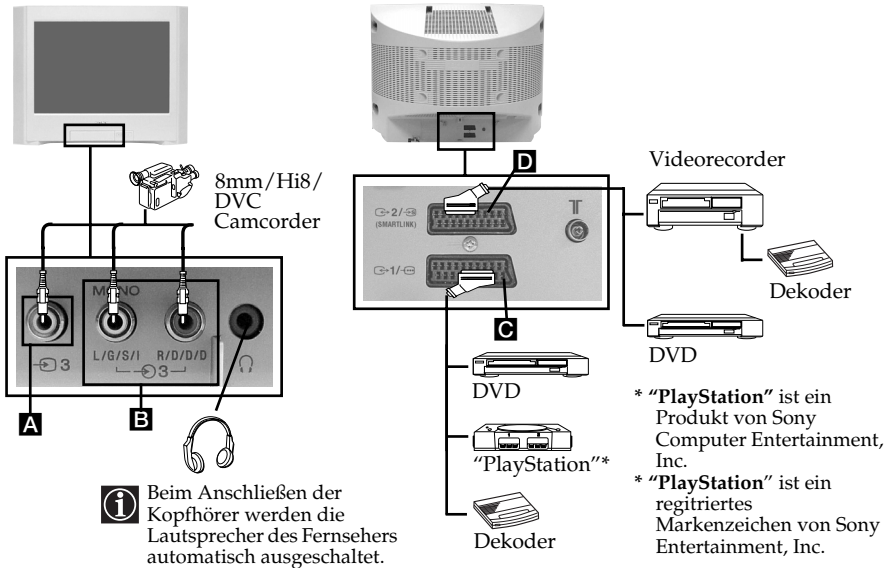 8mm/Hi8/
DVC
Camcorder
MONO
L/G/S/I
R/D/D/D
3
3
A
B
Beim Anschließen der
Kopfhörer werden die
Lautsprecher des Fernsehers
automatisch ausgeschaltet.
D
2/
(SMARTLINK)
1/
C
DVD
“PlayStation”*
Dekoder
Videorecorder
Dekoder
DVD
* “PlayStation” ist ein
Produkt von Sony
Computer Entertainment,
Inc.
* “PlayStation” ist ein
regitriertes
Markenzeichen von Sony
Entertainment, Inc.